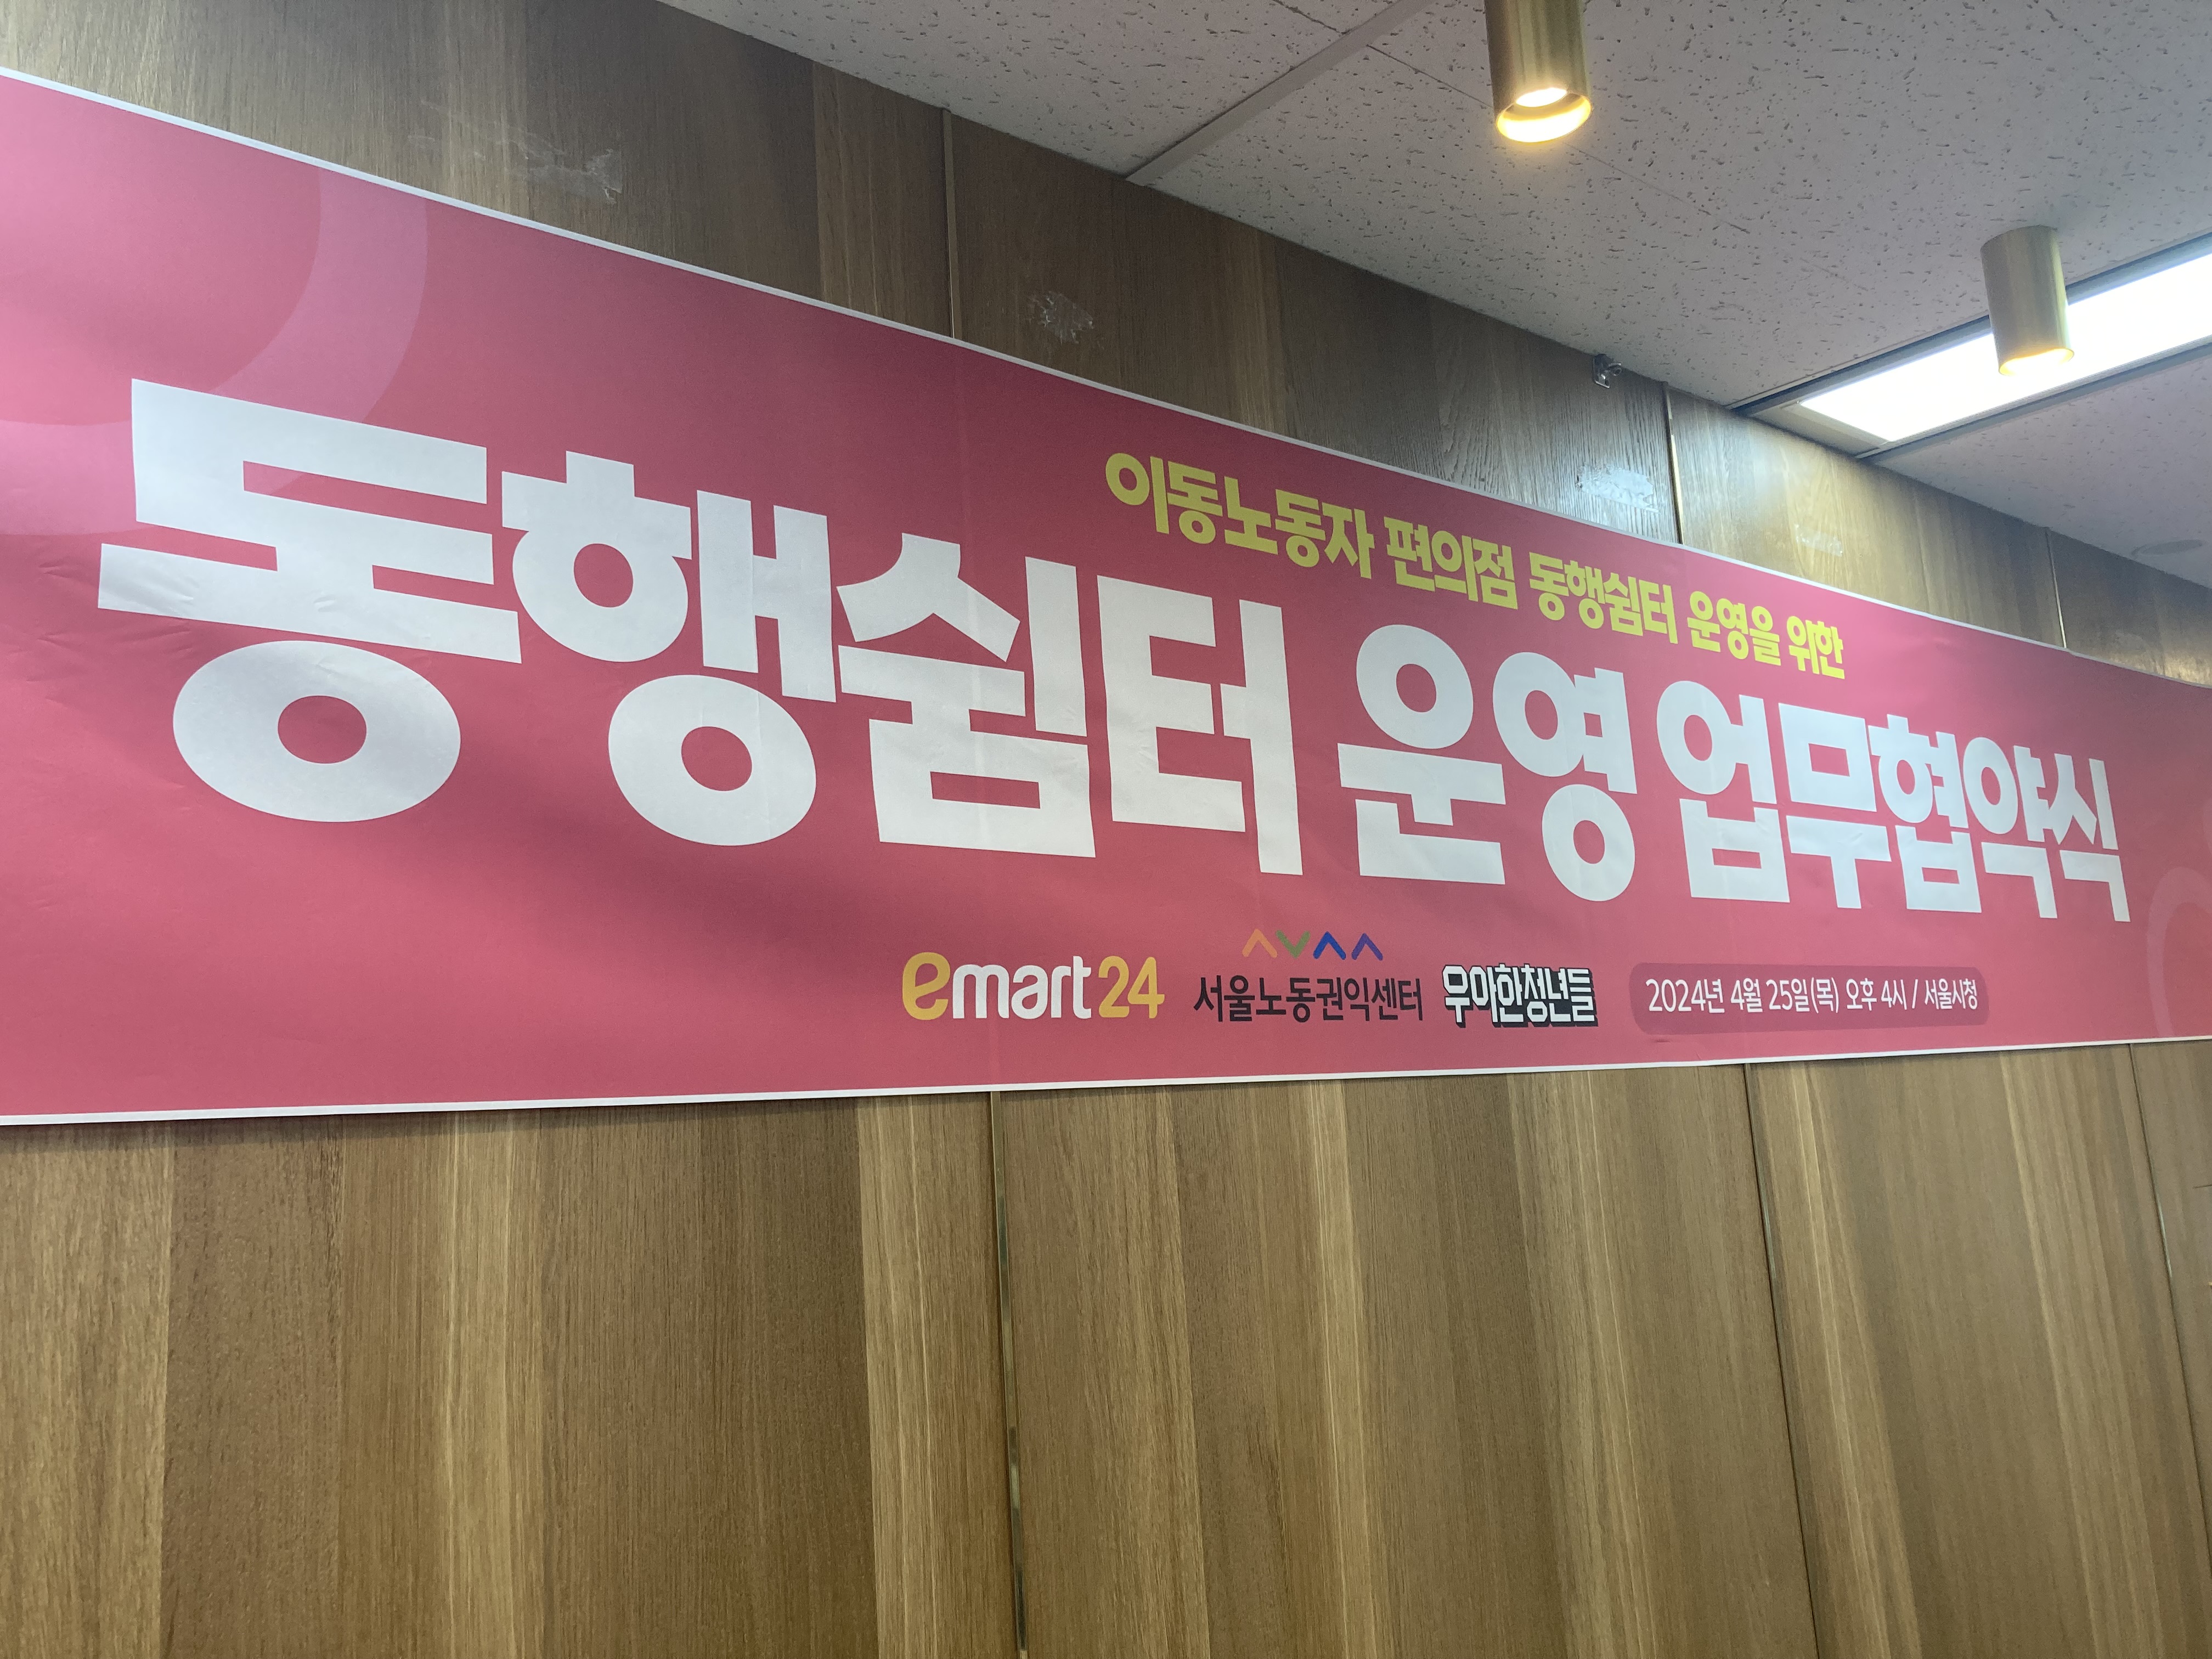 이동노동자 편의점 동행쉼터 운영을 위한
동행쉼터 운영 업무협약식
emart24 서울노동권익센터 우아한청년들 2024년 4월 25일(목) 오후 4시 / 서울시청